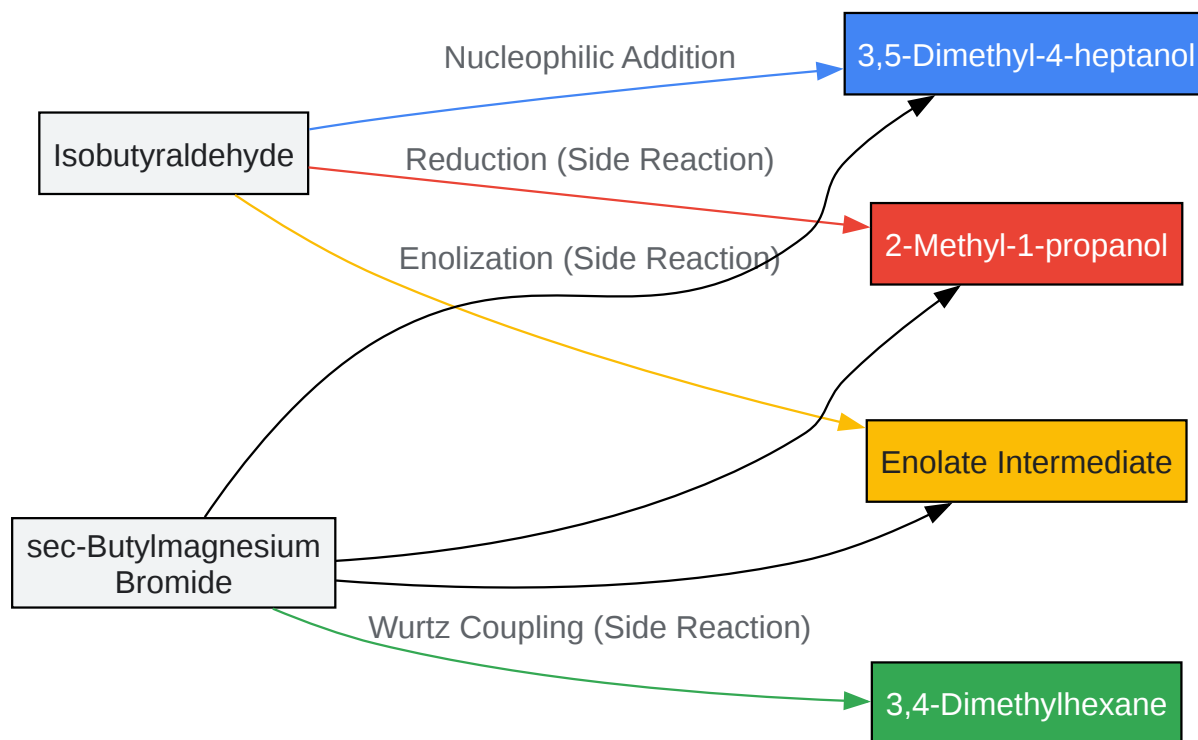 Nucleophilic Addition
3,5-Dimethyl-4-heptanol
Isobutyraldehyde
Reduction (Side Reaction)
2-Methyl-1-propanol
Enolization (Side Reaction)
Enolate Intermediate
sec-Butylmagnesium
Bromide
Wurtz Coupling (Side Reaction)
3,4-Dimethylhexane